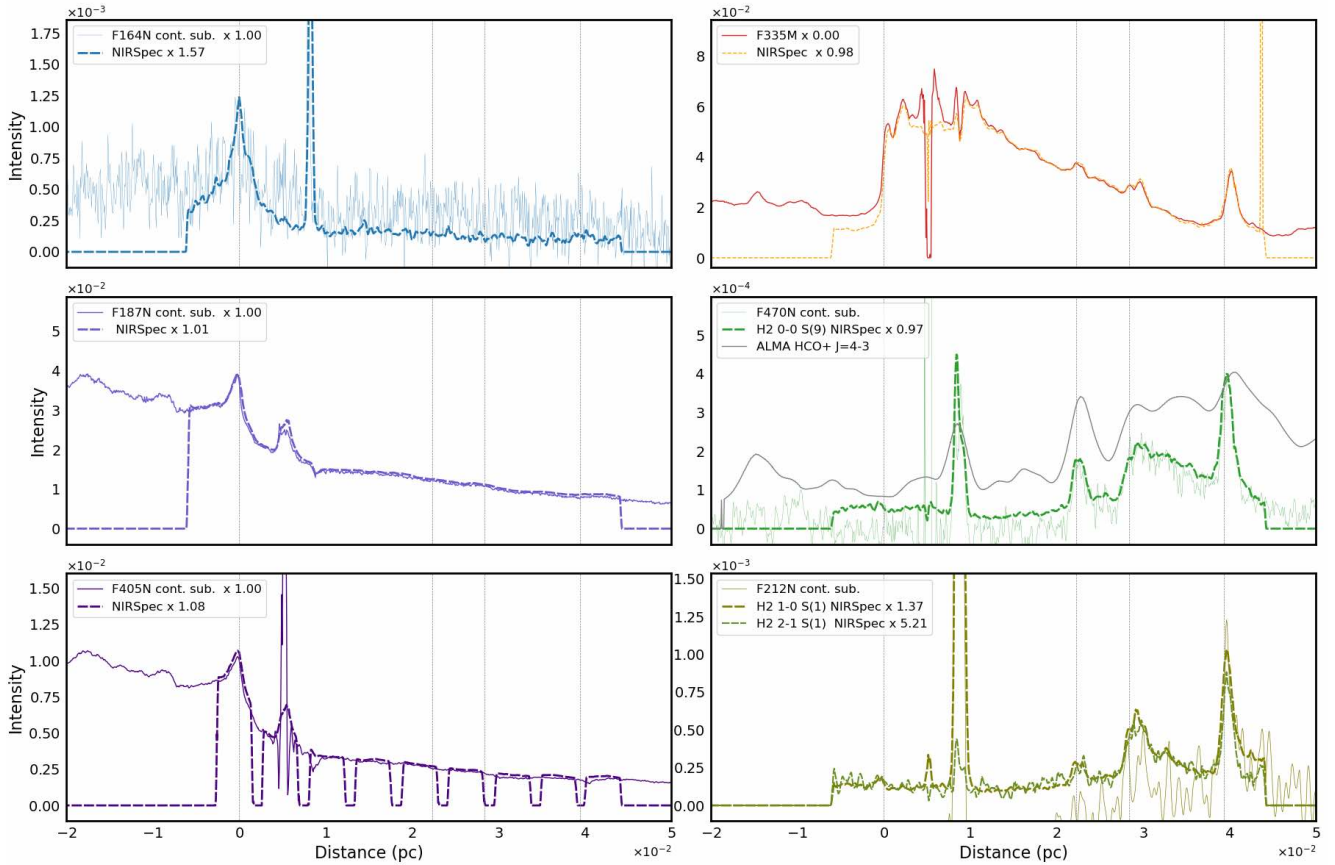 ×10⁻³
F164N cont. sub. x 1.00
NIRSpec x 1.57
1.75
1.50
1.25
1.00
0.75
0.50
0.25
0.00
Intensity
×10⁻²
F335M x 0.00
NIRSpec x 0.98
8
6
4
2
0
×10⁻²
F187N cont. sub. x 1.00
NIRSpec x 1.01
5
4
3
2
1
0
Intensity
×10⁻⁴
F470N cont. sub.
H2 0-0 S(9) NIRSpec x 0.97
ALMA HCO+ J=4-3
5
4
3
2
1
0
×10⁻²
F405N cont. sub. x 1.00
NIRSpec x 1.08
1.50
1.25
1.00
0.75
0.50
0.25
0.00
Intensity
−2 −1 0 1 2 3 4 5
Distance (pc)
×10⁻²
×10⁻³
F212N cont. sub.
H2 1-0 S(1) NIRSpec x 1.37
H2 2-1 S(1) NIRSpec x 5.21
1.50
1.25
1.00
0.75
0.50
0.25
0.00
−2 −1 0 1 2 3 4 5
Distance (pc)
×10⁻²